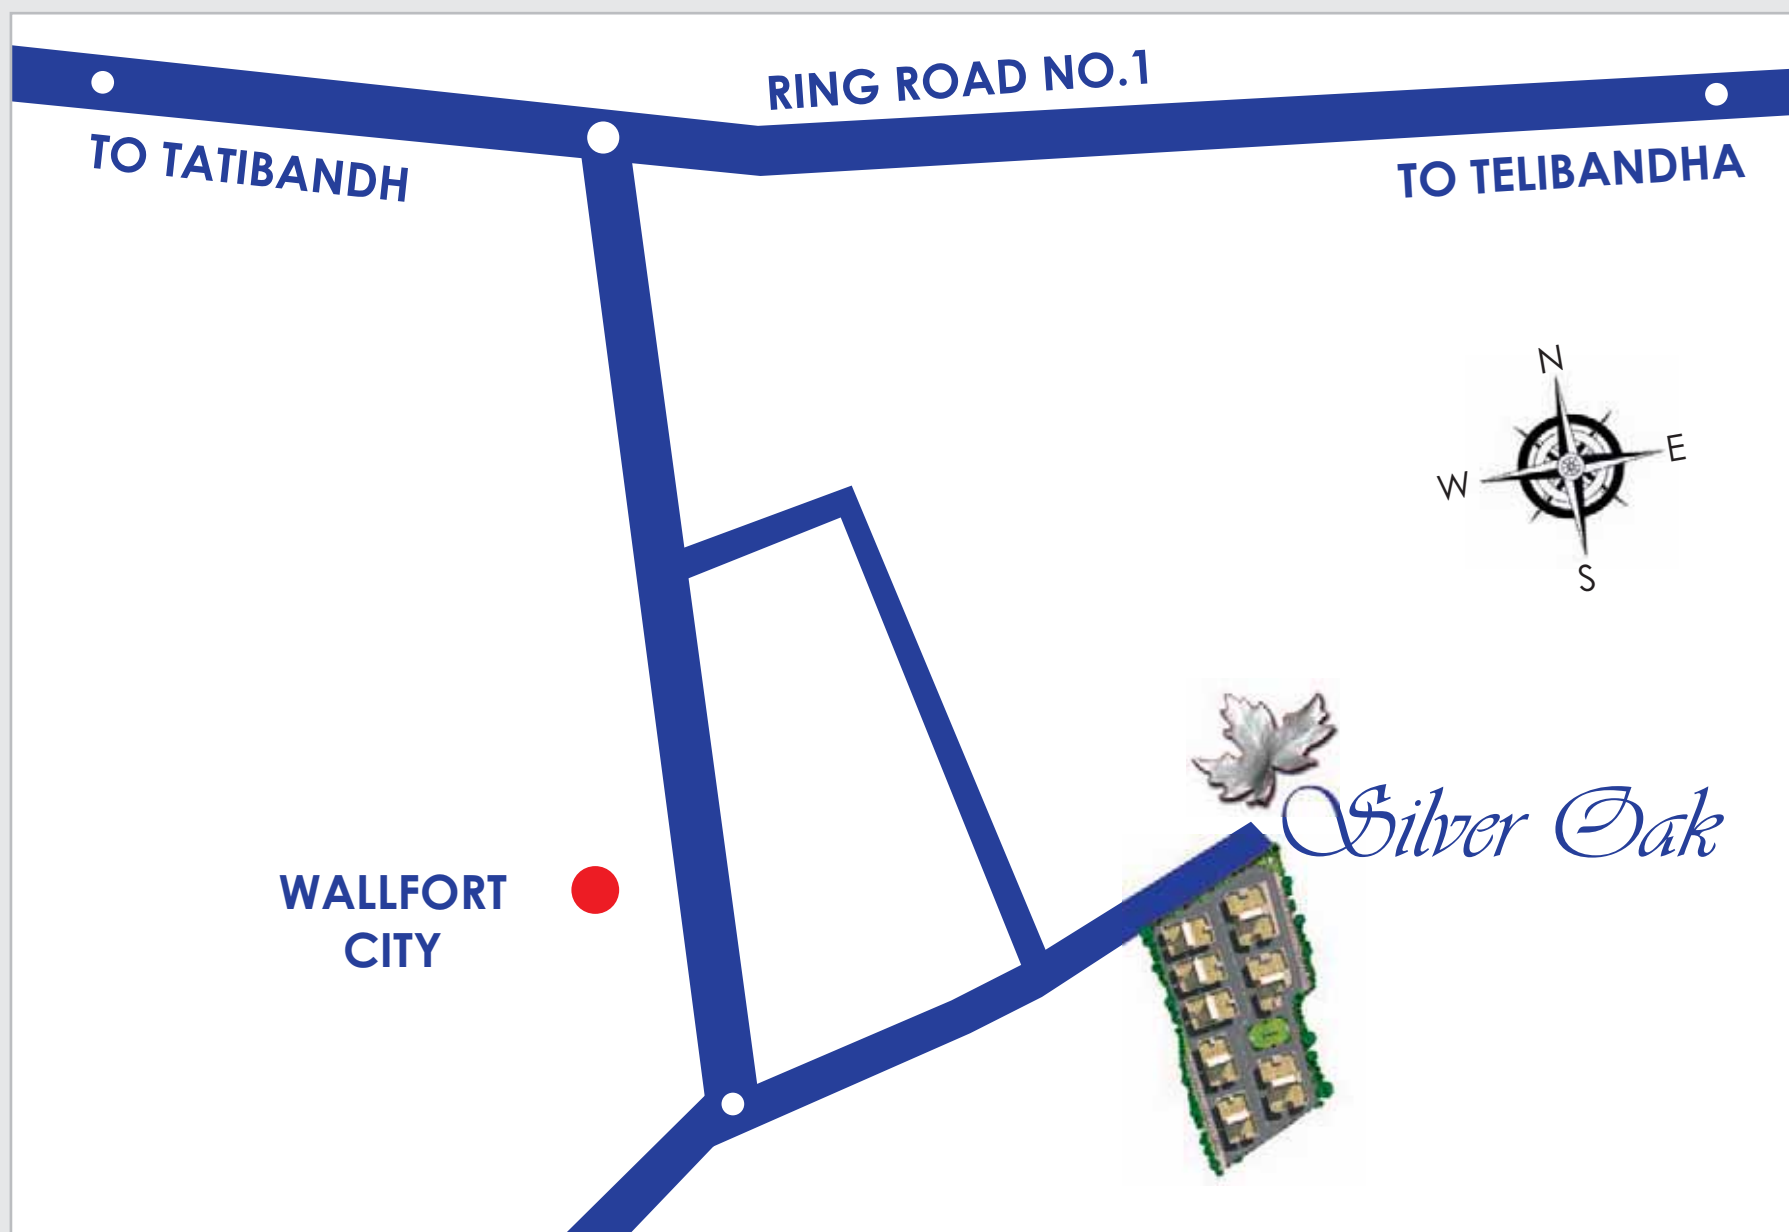 RING ROAD NO.1
TO TATIBANDH
TO TELIBANDHA
N
W
E
S
Silver Oak
WALLFORT
CITY